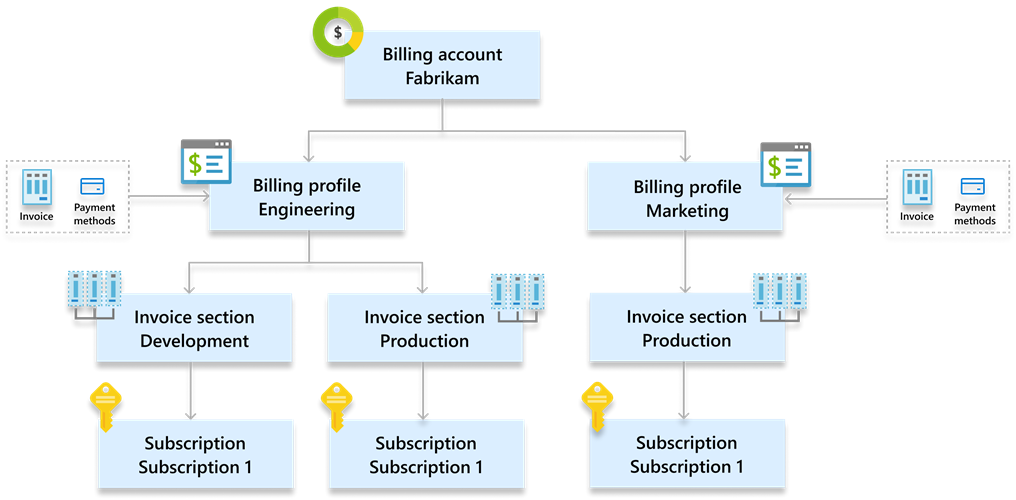 $
Billing account
Fabrikam
$
Billing profile
Engineering
$
Billing profile
Marketing
Invoice
Payment
methods
Invoice
Payment
methods
Invoice section
Development
Invoice section
Production
Invoice section
Production
Subscription
Subscription 1
Subscription
Subscription 1
Subscription
Subscription 1